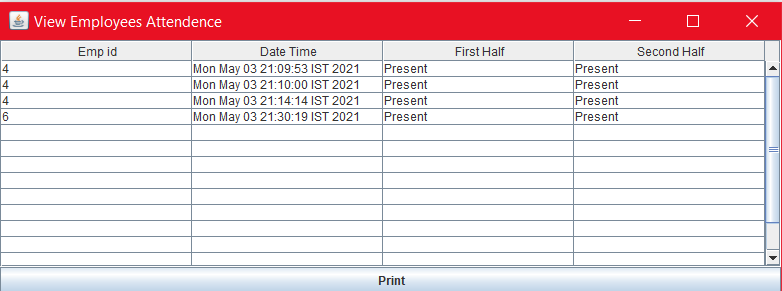 View Employees Attendence
Emp id Date Time First Half Second Half
4 Mon May 03 21:09:53 IST 2021 Present Present
4 Mon May 03 21:10:00 IST 2021 Present Present
4 Mon May 03 21:14:14 IST 2021 Present Present
6 Mon May 03 21:30:19 IST 2021 Present Present
Print